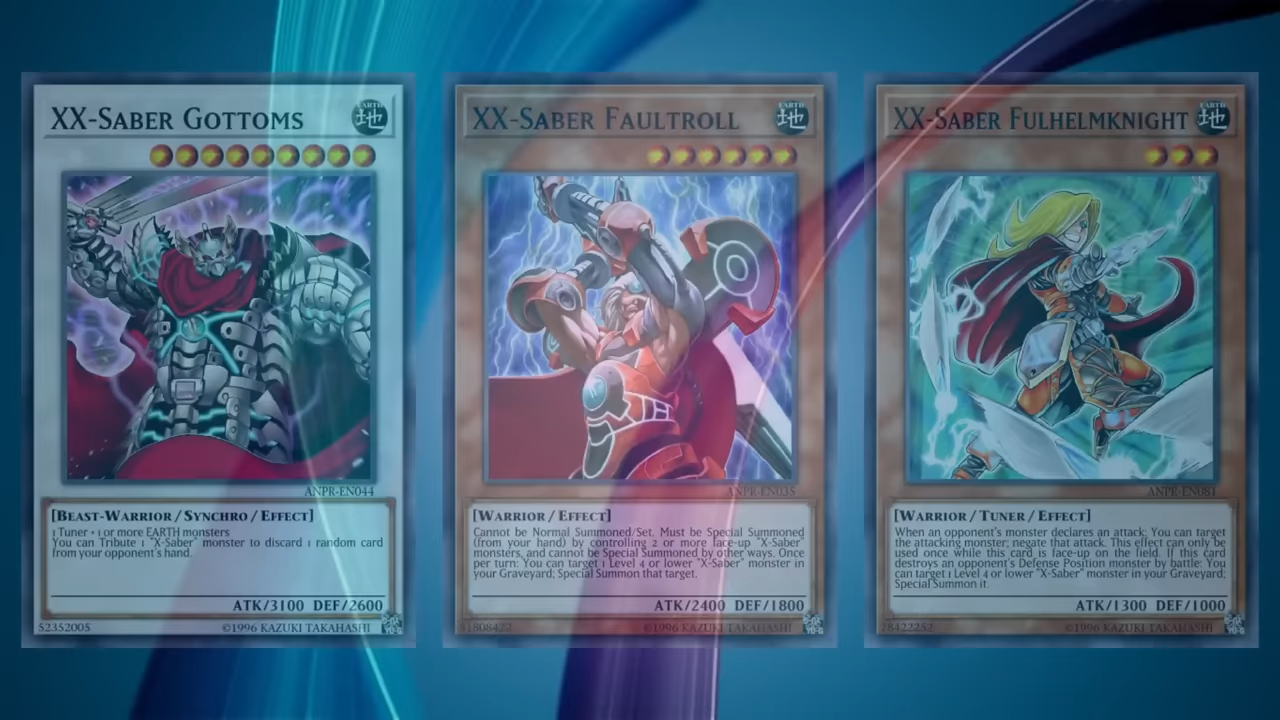 XX-Saber Gottoms
EARTH
地
ANPR-EN044
[Beast-Warrior / Synchro / Effect]
1 Tuner + 1 or more EARTH monsters
You can Tribute 1 "X-Saber" monster to discard 1 random card
from your opponent's hand.
ATK/3100 DEF/2600
52352005
©1996 KAZUKI TAKAHASHI
XX-Saber Faultroll
EARTH
地
ANPR-EN035
[Warrior / Effect]
Cannot be Normal Summoned/Set. Must be Special Summoned
(from your hand) by controlling 2 or more face-up "X-Saber"
monsters, and cannot be Special Summoned by other ways. Once
per turn: You can target 1 Level 4 or lower "X-Saber" monster in
your Graveyard; Special Summon that target.
ATK/2400 DEF/1800
©1996 KAZUKI TAKAHASHI
XX-Saber Fulhelmknight
EARTH
地
ANPR-EN081
[Warrior / Tuner / Effect]
When an opponent's monster declares an attack: You can target
the attacking monster; negate that attack. This effect can only be
used once while this card is face-up on the field. If this card
destroys an opponent's Defense Position monster by battle: You
can target 1 Level 4 or lower "X-Saber" monster in your Graveyard;
Special Summon it.
ATK/1300 DEF/1000
©1996 KAZUKI TAKAHASHI